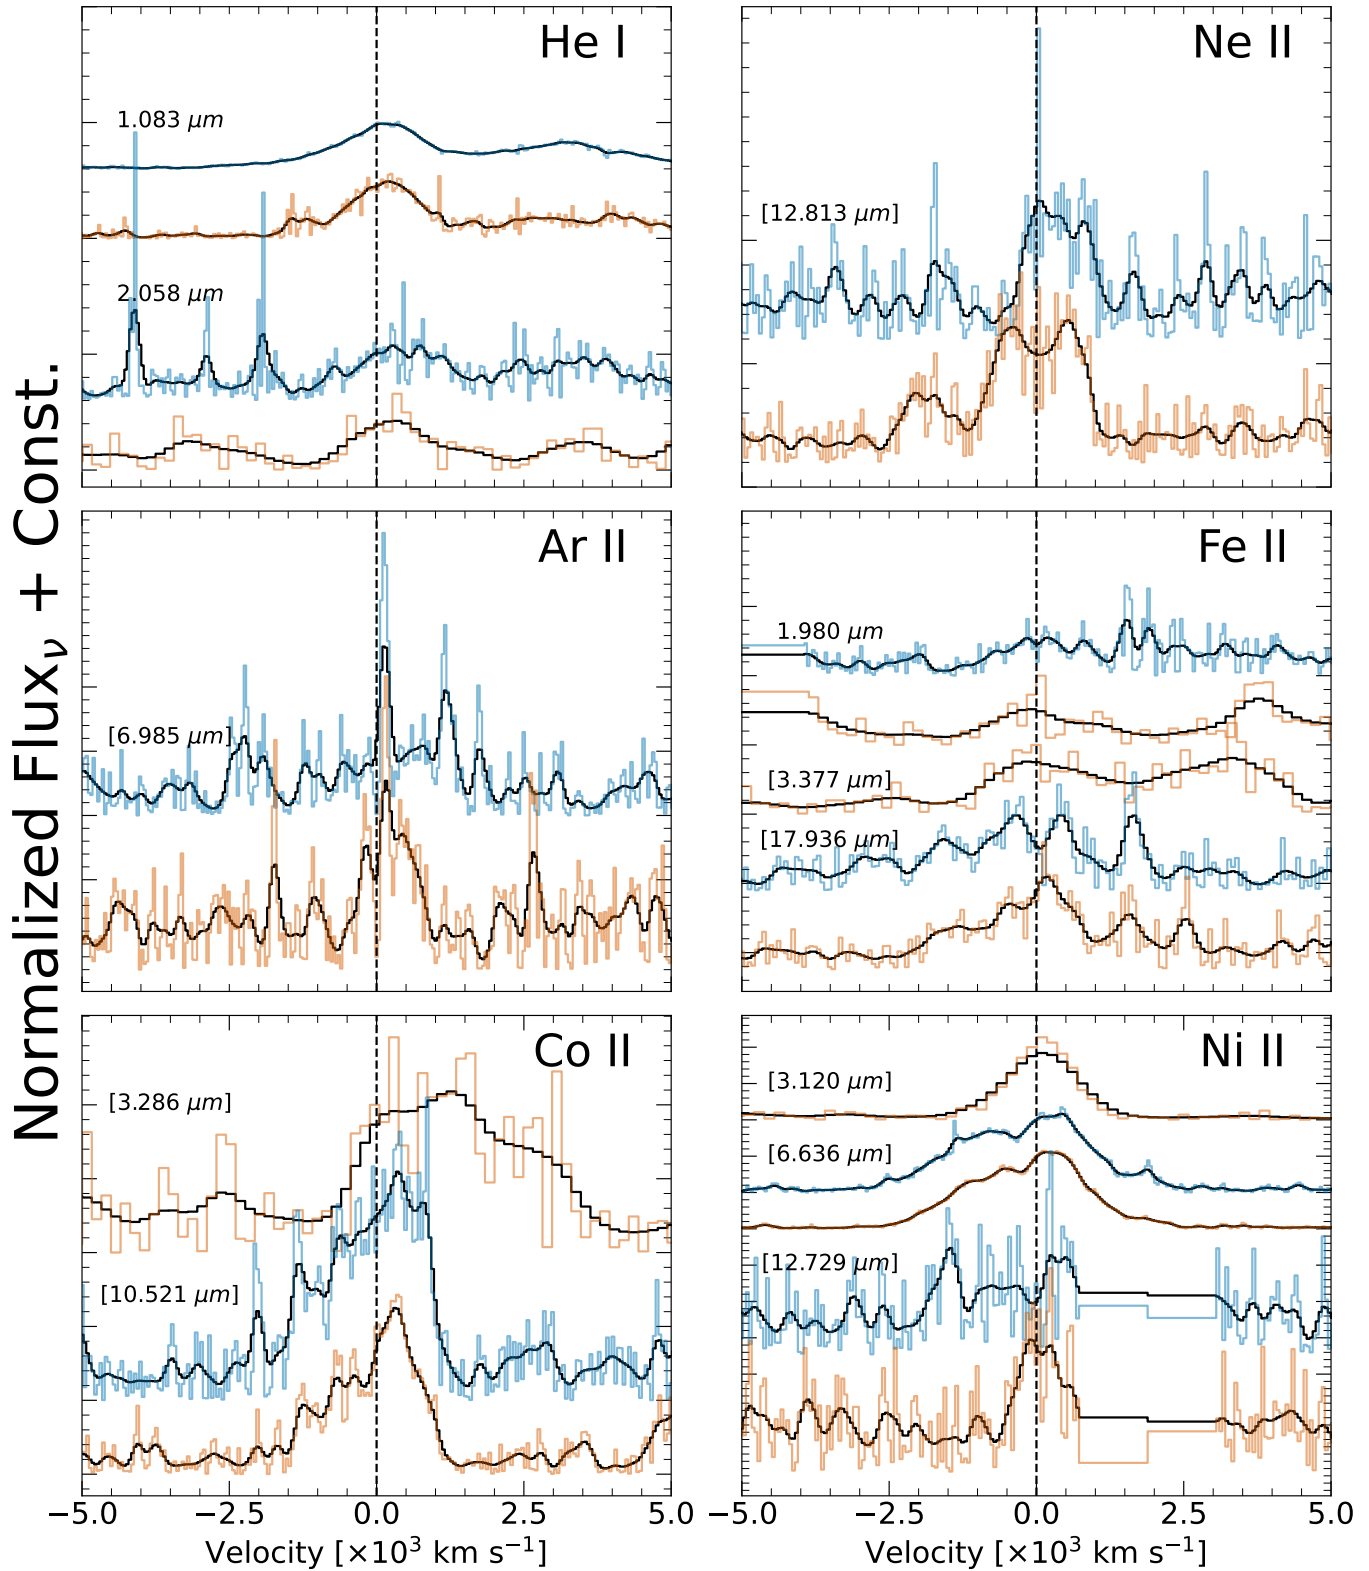 Normalized Flux_ν + Const.
He I
1.083 μm
2.058 μm
Ne II
[12.813 μm]
Ar II
[6.985 μm]
Fe II
1.980 μm
[3.377 μm]
[17.936 μm]
Co II
[3.286 μm]
[10.521 μm]
Ni II
[3.120 μm]
[6.636 μm]
[12.729 μm]
−5.0 −2.5 0.0 2.5 5.0
−5.0 −2.5 0.0 2.5 5.0
Velocity [×10³ km s⁻¹]
Velocity [×10³ km s⁻¹]